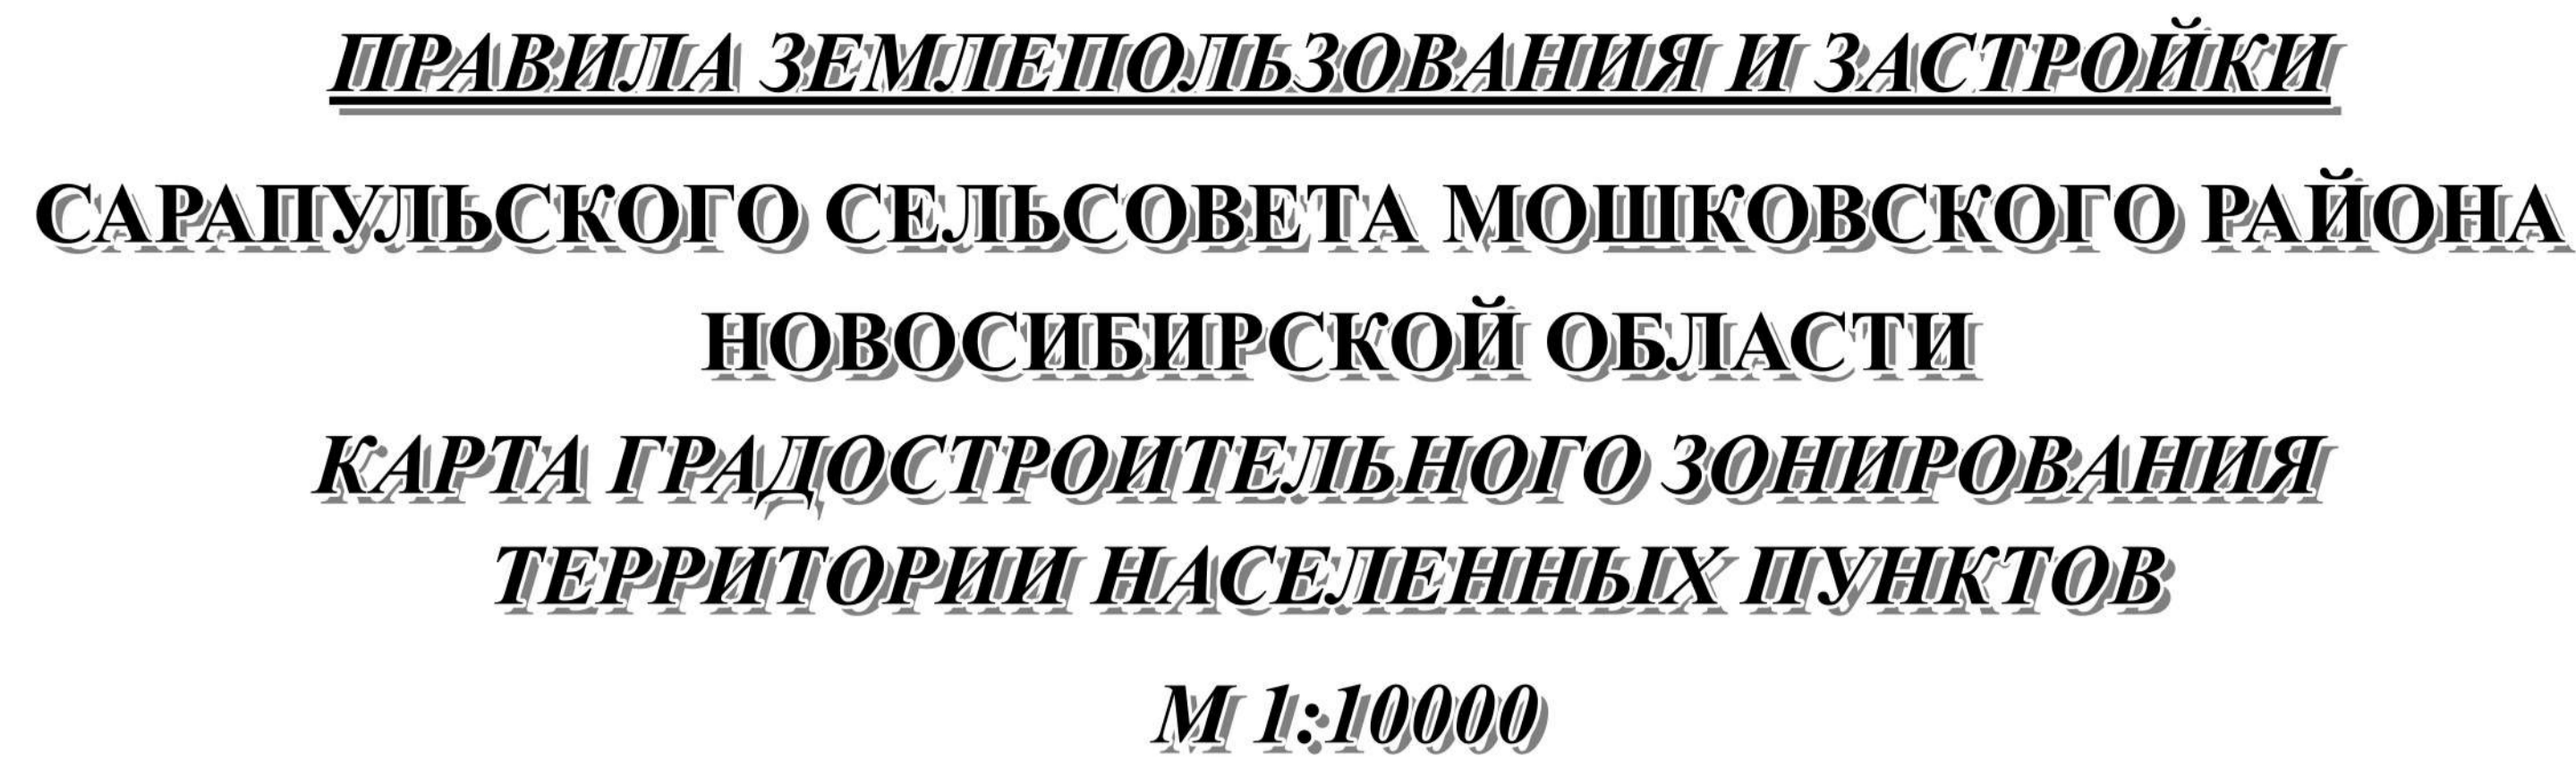 ПРАВИЛА ЗЕМЛЕПОЛЬЗОВАНИЯ И ЗАСТРОЙКИ
САРАПУЛЬСКОГО СЕЛЬСОВЕТА МОШКОВСКОГО РАЙОНА
НОВОСИБИРСКОЙ ОБЛАСТИ
КАРТА ГРАДОСТРОИТЕЛЬНОГО ЗОНИРОВАНИЯ
ТЕРРИТОРИИ НАСЕЛЕННЫХ ПУНКТОВ
М 1:10000